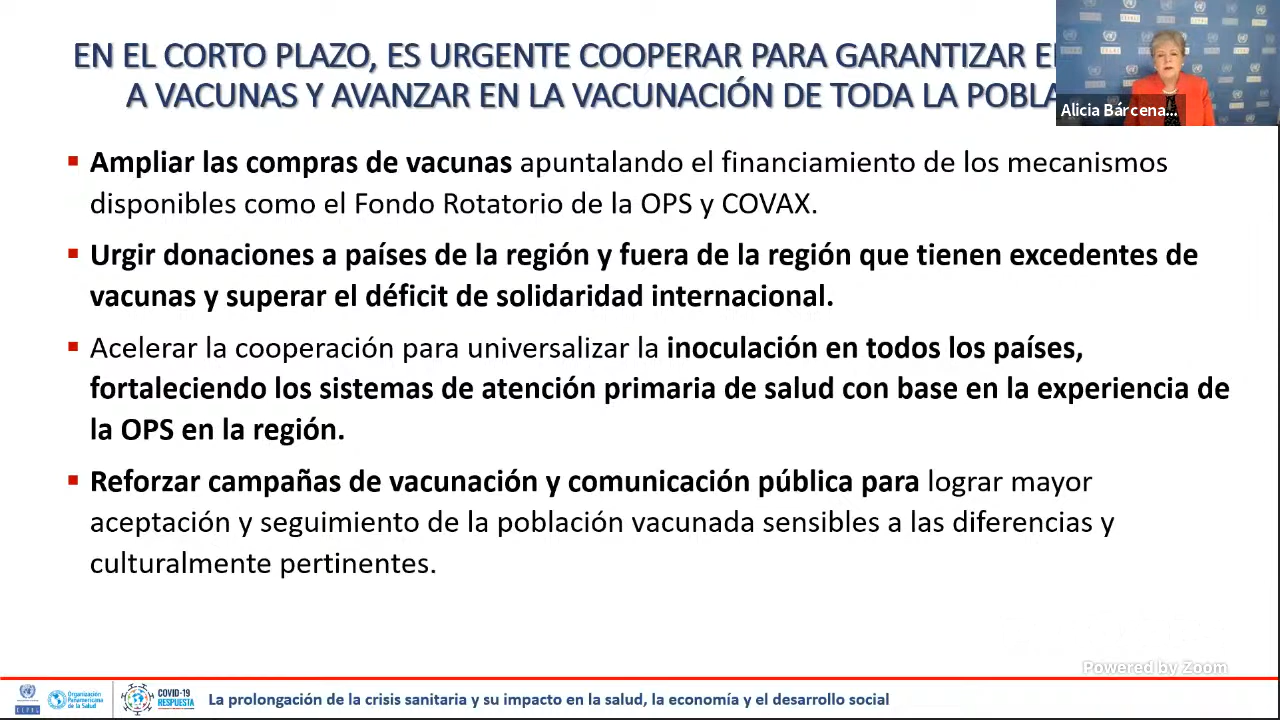 EN EL CORTO PLAZO, ES URGENTE COOPERAR PARA GARANTIZAR
A VACUNAS Y AVANZAR EN LA VACUNACIÓN DE TODA LA
Alicia Bárcena...
Ampliar las compras de vacunas apuntalando el financiamiento de los mecanismos
disponibles como el Fondo Rotatorio de la OPS y COVAX.
Urgir donaciones a países de la región y fuera de la región que tienen excedentes de
vacunas y superar el déficit de solidaridad internacional.
Acelerar la cooperación para universalizar la inoculación en todos los países,
fortaleciendo los sistemas de atención primaria de salud con base en la experiencia de
la OPS en la región.
Reforzar campañas de vacunación y comunicación pública para lograr mayor
aceptación y seguimiento de la población vacunada sensibles a las diferencias y
culturalmente pertinentes.
Powered by Zoom
CEPAL
Organización
Panamericana
de la Salud
COVID-19
RESPUESTA
La prolongación de la crisis sanitaria y su impacto en la salud, la economía y el desarrollo social